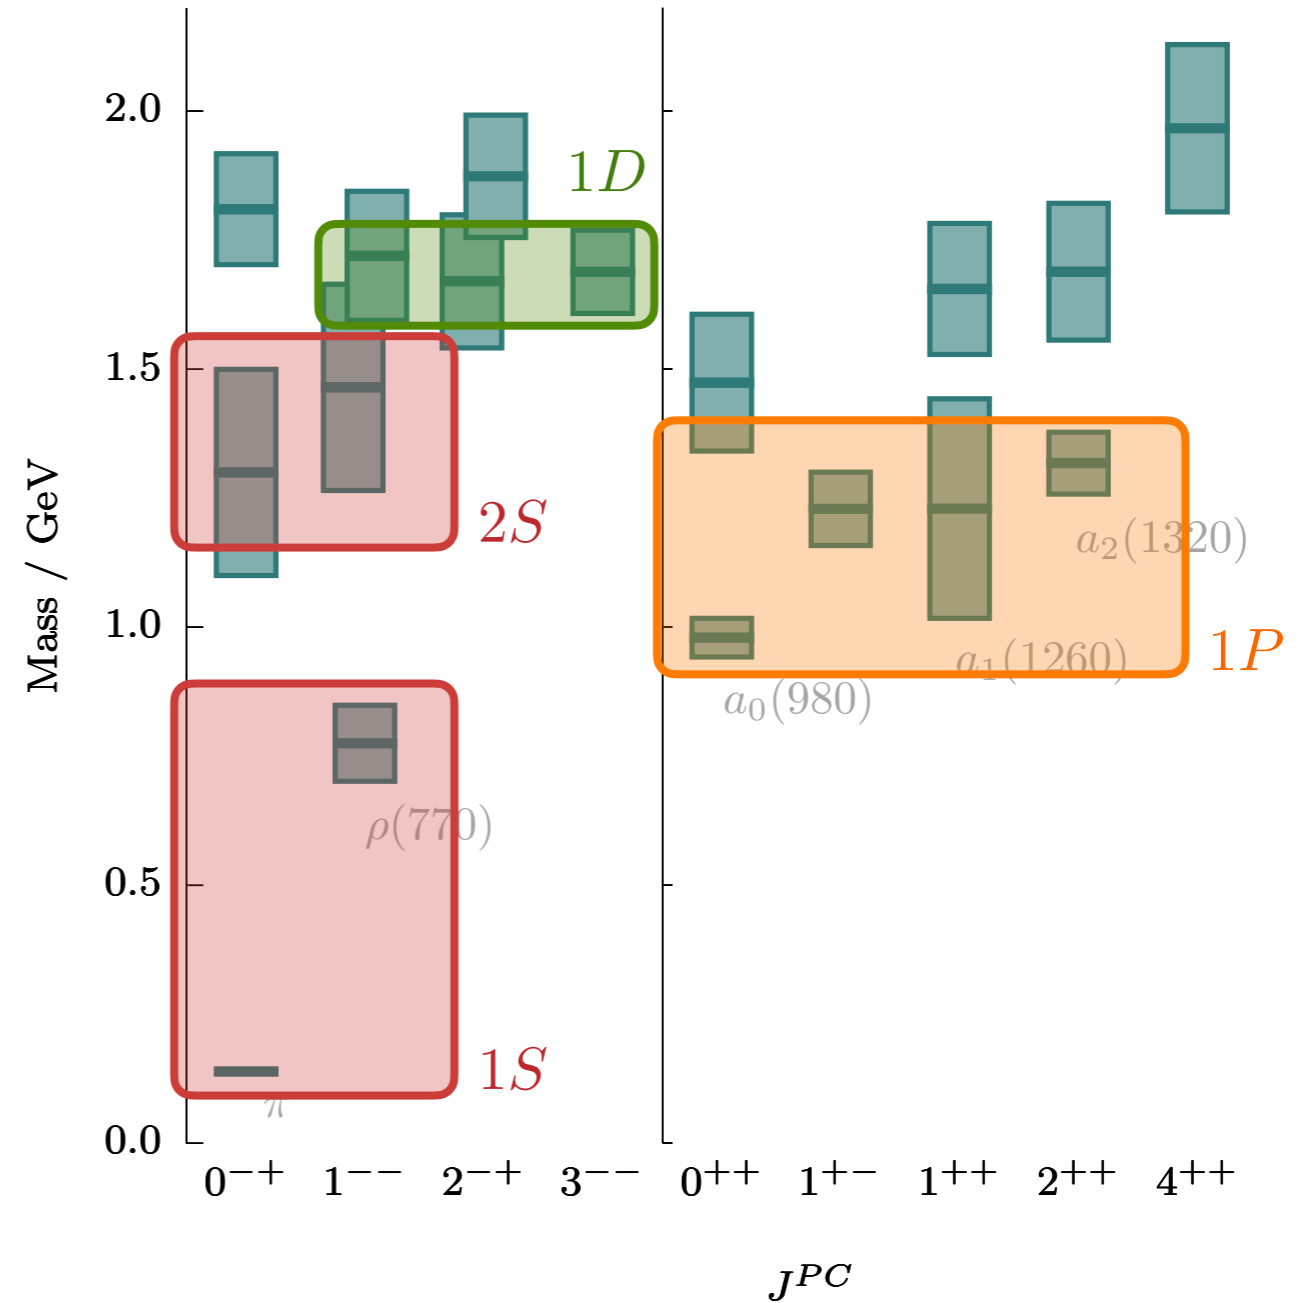 2.0
1D
1.5
2S
a₂(1320)
Mass / GeV
1.0
1P
a₁(1260)
a₀(980)
ρ(770)
0.5
1S
π
0.0
0⁻⁺ 1⁻⁻ 2⁻⁺ 3⁻⁻ 0⁺⁺ 1⁺⁻ 1⁺⁺ 2⁺⁺ 4⁺⁺
J^{PC}